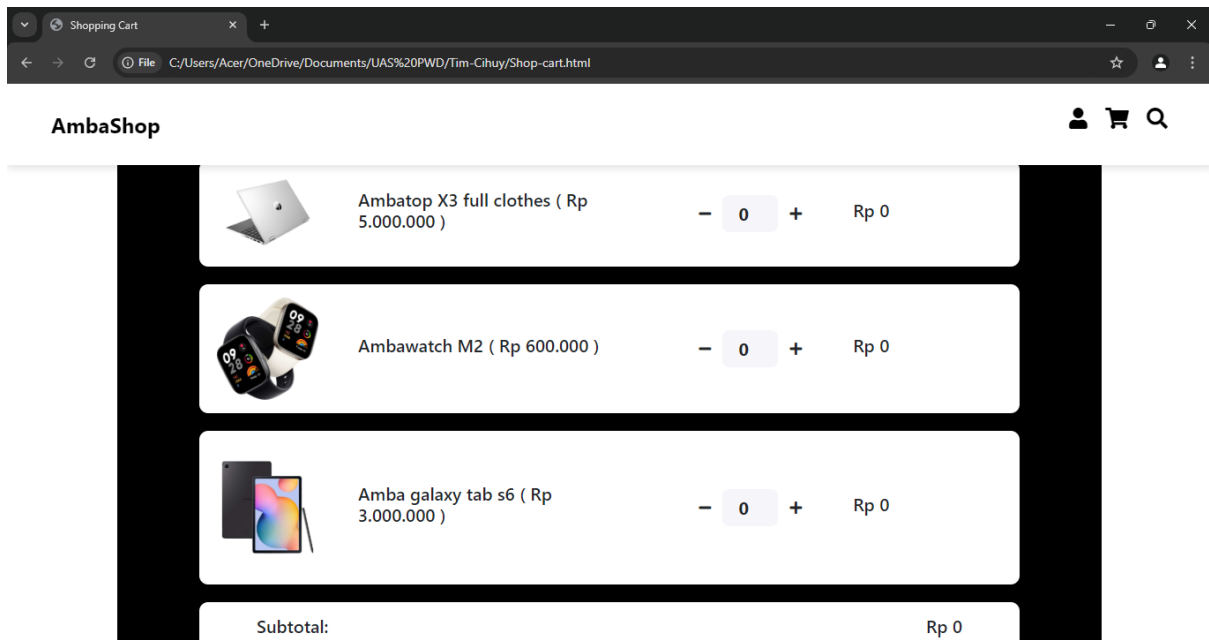 Shopping Cart
File C:/Users/Acer/OneDrive/Documents/UAS%20PWD/Tim-Cihuy/Shop-cart.html
AmbaShop
Ambatop X3 full clothes ( Rp
5.000.000 )
0
Rp 0
Ambawatch M2 ( Rp 600.000 )
0
Rp 0
Amba galaxy tab s6 ( Rp
3.000.000 )
0
Rp 0
Subtotal:
Rp 0